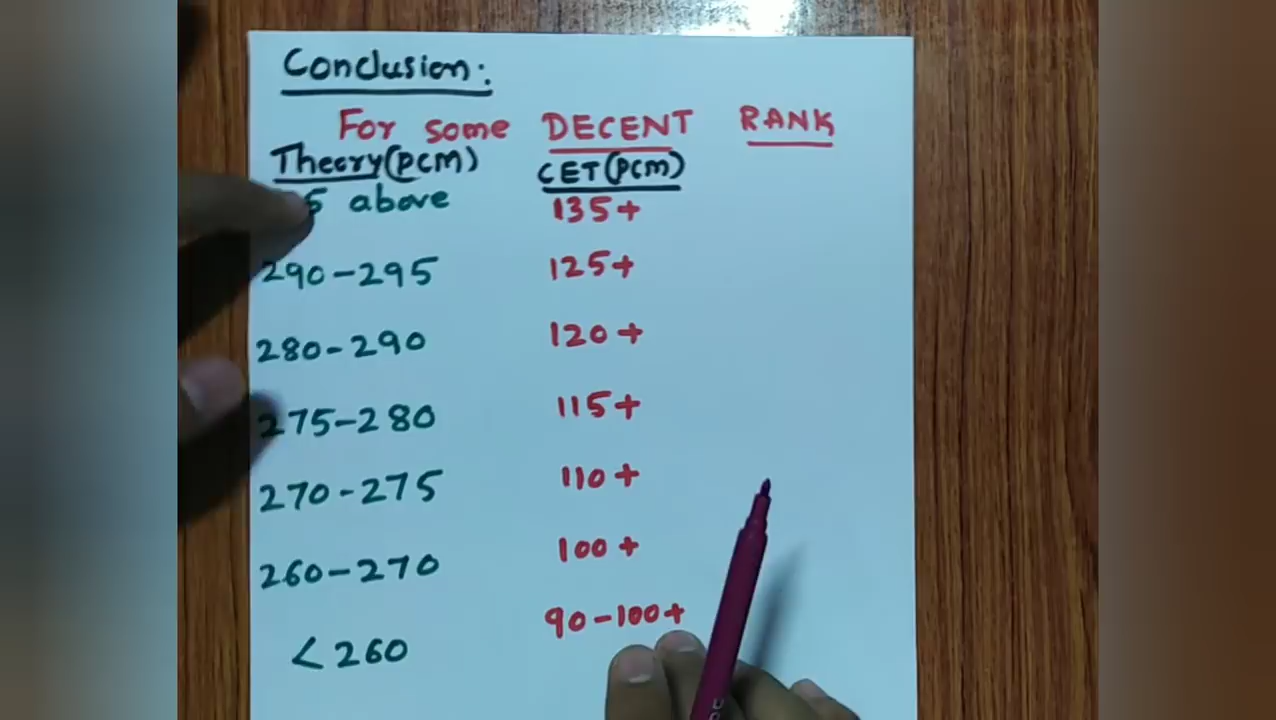 Conclusion:
For some DECENT RANK
Theory(PCM) CET(PCM)
above 135+
290-295 125+
280-290 120+
275-280 115+
270-275 110+
260-270 100+
<260 90-100+